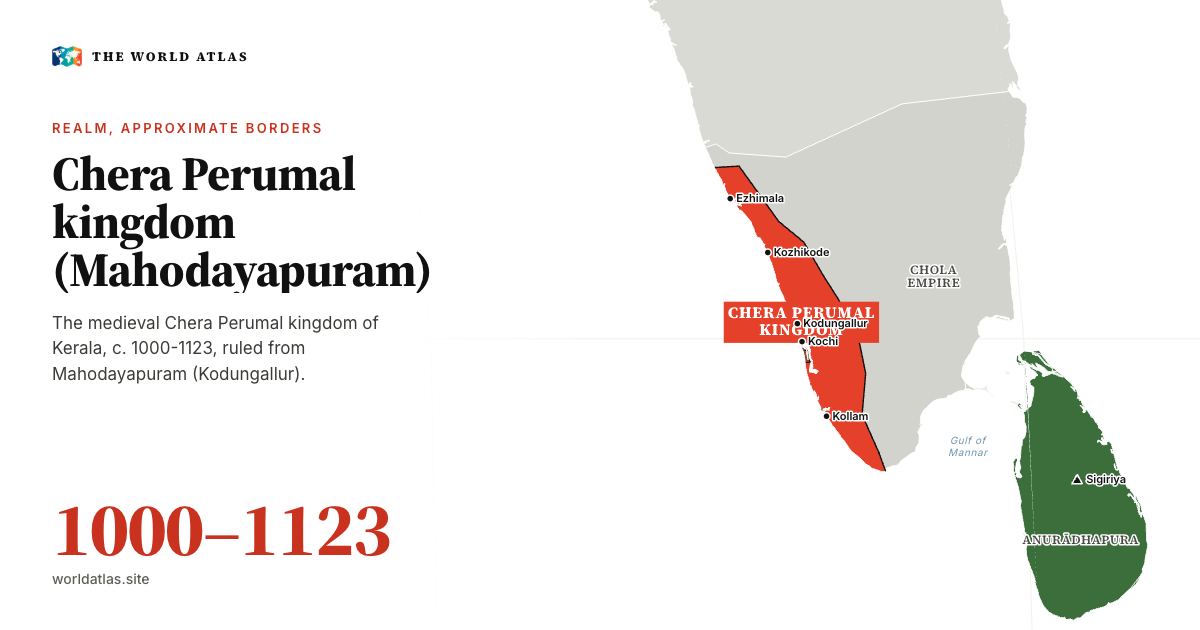 THE WORLD ATLAS
REALM, APPROXIMATE BORDERS
Chera Perumal
kingdom
(Mahodayapuram)
The medieval Chera Perumal kingdom of
Kerala, c. 1000-1123, ruled from
Mahodayapuram (Kodungallur).
1000–1123
worldatlas.site
Ezhimala
Kozhikode
CHOLA
EMPIRE
CHERA PERUMAL
KINGDOM
Kodungallur
Kochi
Kollam
Gulf of
Mannar
Sigiriya
ANURĀDHAPURA